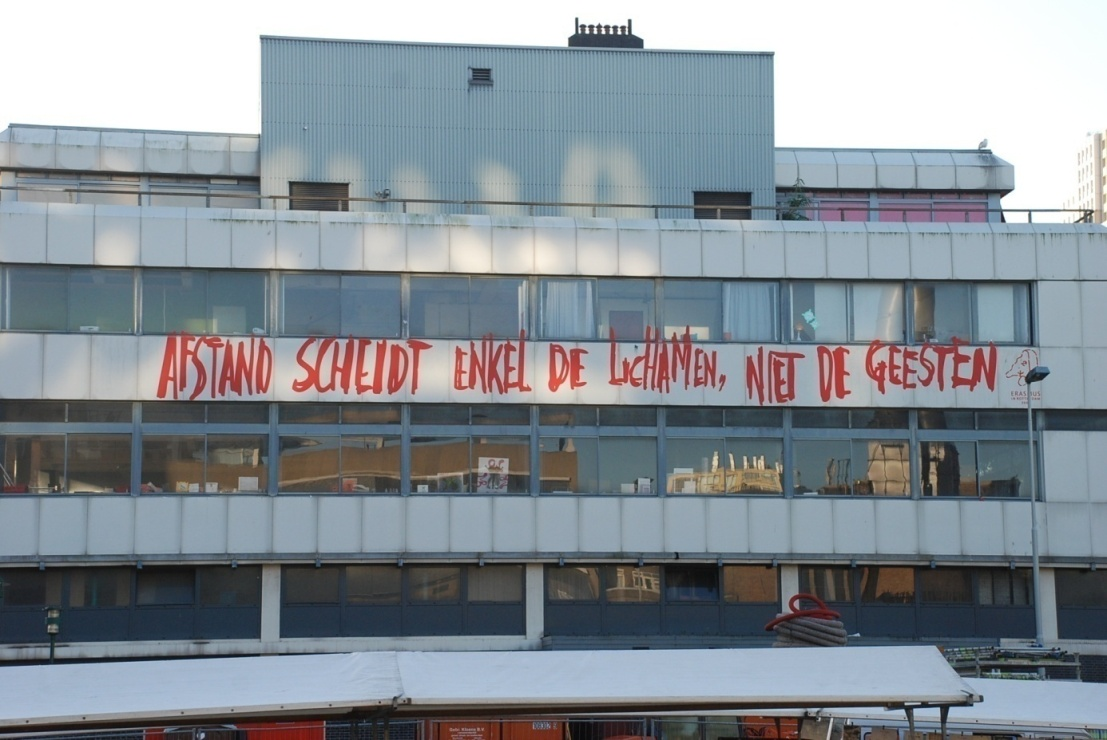 AFSTAND SCHEIDT ENKEL DE LICHAMEN, NIET DE GEESTEN
ERASMUS